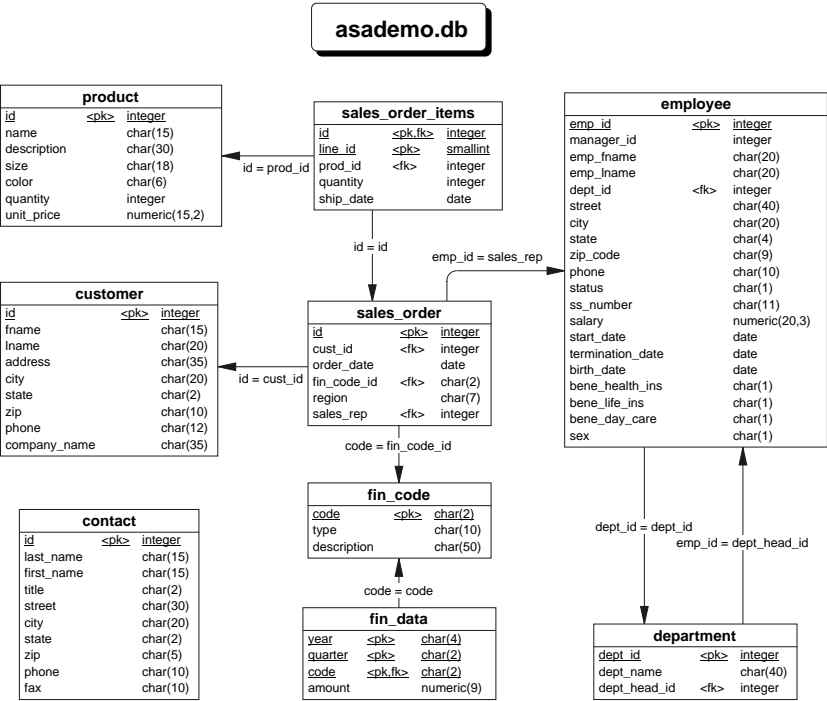 asademo.db
product
id <pk> integer
name char(15)
description char(30)
size char(18)
color char(6)
quantity integer
unit_price numeric(15,2)
id = prod_id
sales_order_items
id <pk,fk> integer
line_id <pk> smallint
prod_id <fk> integer
quantity integer
ship_date date
id = id
emp_id = sales_rep
employee
emp_id <pk> integer
manager_id integer
emp_fname char(20)
emp_lname char(20)
dept_id <fk> integer
street char(40)
city char(20)
state char(4)
zip_code char(9)
phone char(10)
status char(1)
ss_number char(11)
salary numeric(20,3)
start_date date
termination_date date
birth_date date
bene_health_ins char(1)
bene_life_ins char(1)
bene_day_care char(1)
sex char(1)
customer
id <pk> integer
fname char(15)
lname char(20)
address char(35)
city char(20)
state char(2)
zip char(10)
phone char(12)
company_name char(35)
id = cust_id
sales_order
id <pk> integer
cust_id <fk> integer
order_date date
fin_code_id <fk> char(2)
region char(7)
sales_rep <fk> integer
code = fin_code_id
fin_code
code <pk> char(2)
type char(10)
description char(50)
code = code
contact
id <pk> integer
last_name char(15)
first_name char(15)
title char(2)
street char(30)
city char(20)
state char(2)
zip char(5)
phone char(10)
fax char(10)
fin_data
year <pk> char(4)
quarter <pk> char(2)
code <pk,fk> char(2)
amount numeric(9)
dept_id = dept_id
emp_id = dept_head_id
department
dept_id <pk> integer
dept_name char(40)
dept_head_id <fk> integer